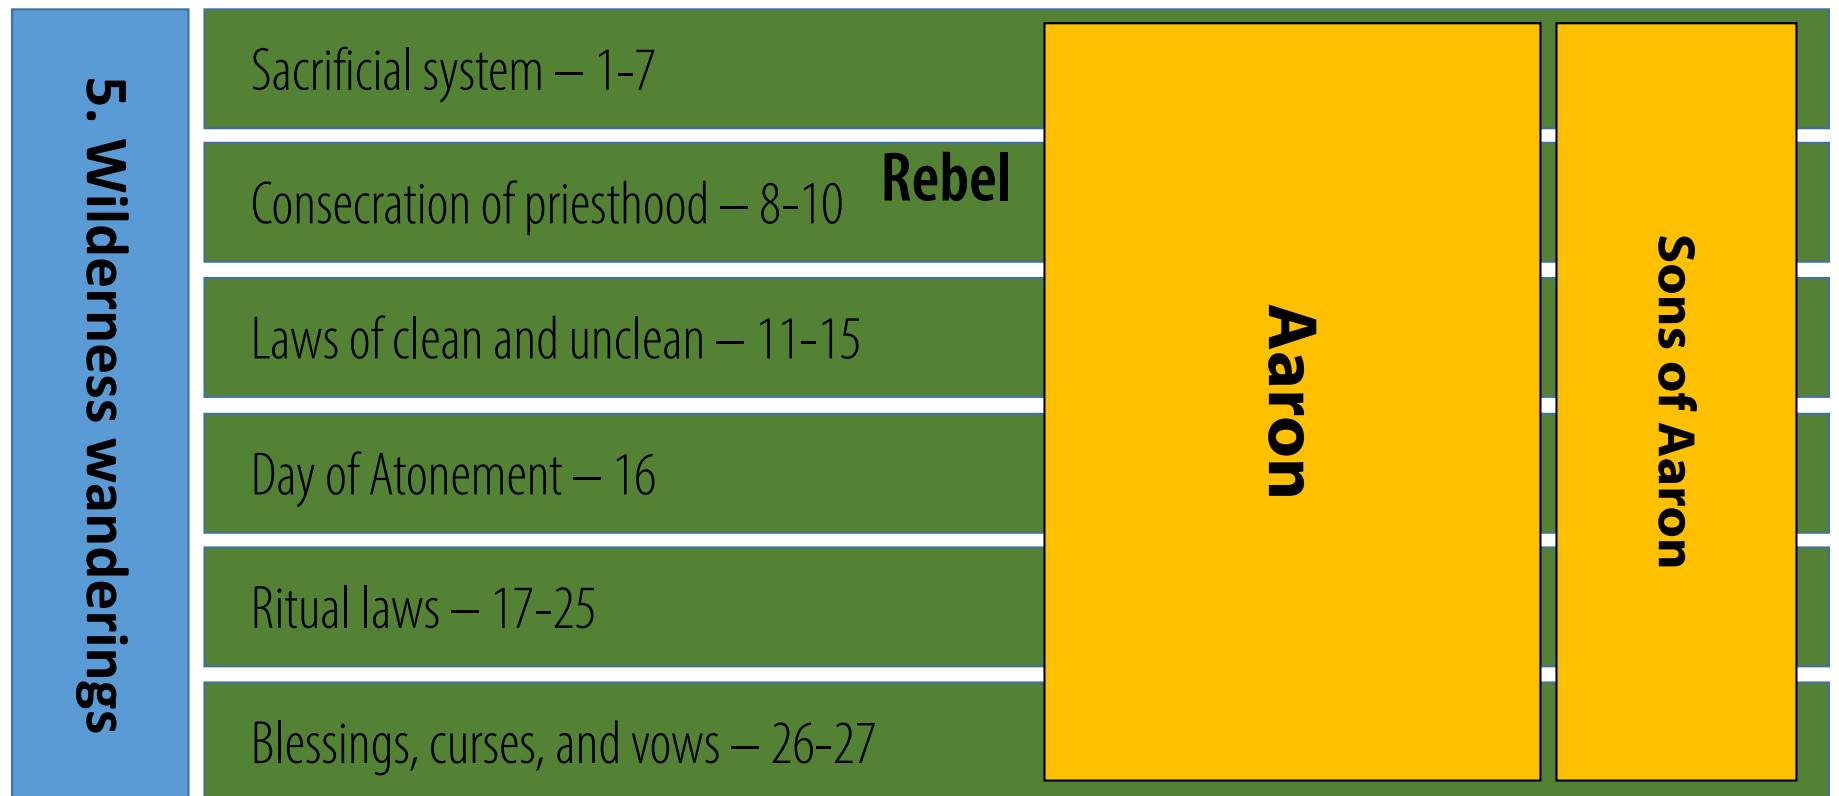 5. Wilderness wanderings
Sacrificial system – 1-7
Consecration of priesthood – 8-10
Rebel
Laws of clean and unclean – 11-15
Day of Atonement – 16
Ritual laws – 17-25
Blessings, curses, and vows – 26-27
Aaron
Sons of Aaron